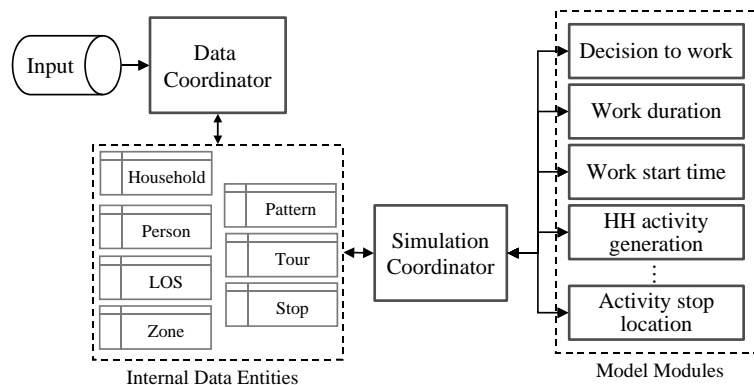 Input
Data
Coordinator
Household
Person
LOS
Zone
Pattern
Tour
Stop
Internal Data Entities
Simulation
Coordinator
Decision to work
Work duration
Work start time
HH activity
generation
Activity stop
location
Model Modules